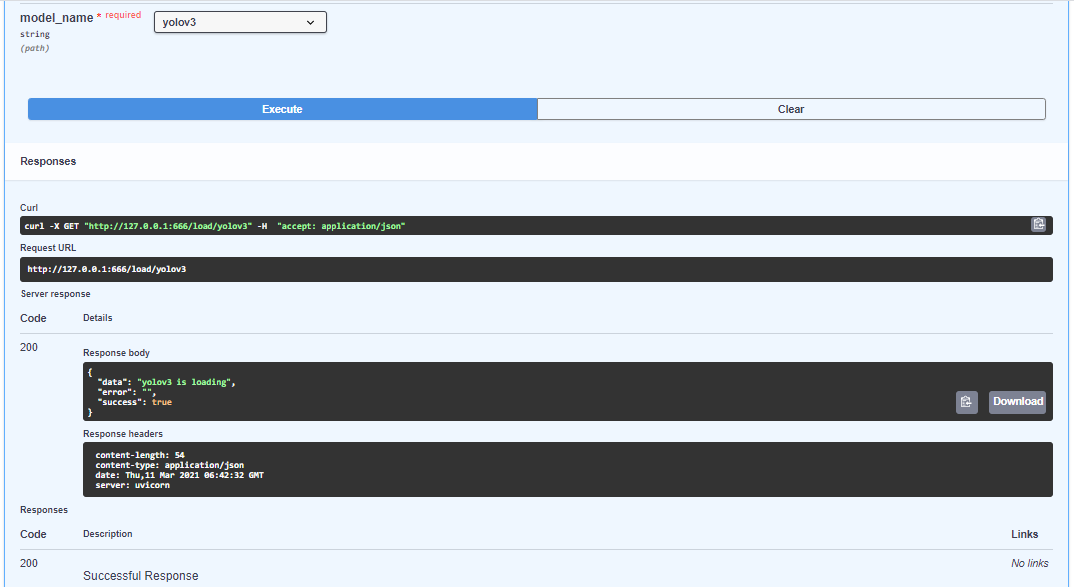 model_name * required
yolov3
string
(path)
Execute
Clear
Responses
Curl
curl -X GET "http://127.0.0.1:666/load/yolov3" -H  "accept: application/json"
Request URL
http://127.0.0.1:666/load/yolov3
Server response
Code
Details
200
Response body
{
  "data": "yolov3 is loading",
  "error": "",
  "success": true
}
Download
Response headers
content-length: 54
content-type: application/json
date: Thu,11 Mar 2021 06:42:32 GMT
server: uvicorn
Responses
Code
Description
Links
200
No links
Successful Response